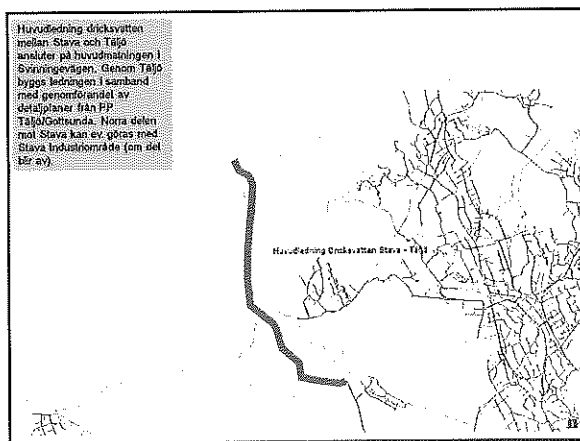 Huvudledning dricksvatten
mellan Stava och Täljö
ansluter på huvudmatningen i
Svinningevägen. Genom Täljö
byggs ledningen i samband
med genomförandet av
detaljplaner från FP
Täljö/Gottsunda. Norra delen
mot Stava kan ev. göras med
Stava Industriområde (om det
blir av)
Huvudledning Dricksvatten Stava - Täljö